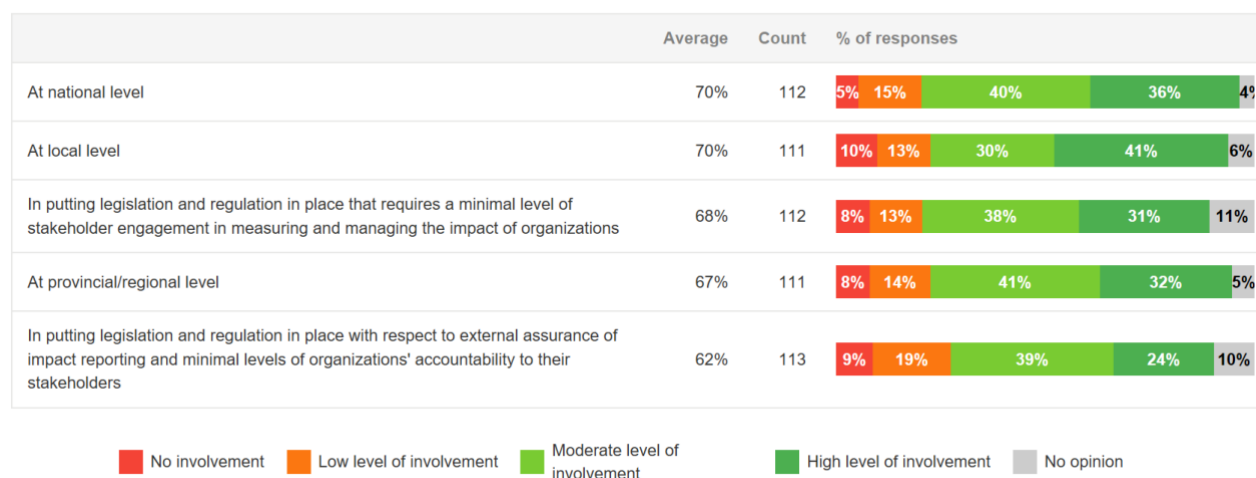 Average Count % of responses
At national level 70% 112 5% 15% 40% 36% 4%
At local level 70% 111 10% 13% 30% 41% 6%
In putting legislation and regulation in place that requires a minimal level of
stakeholder engagement in measuring and managing the impact of organizations 68% 112 8% 13% 38% 31% 11%
At provincial/regional level 67% 111 8% 14% 41% 32% 5%
In putting legislation and regulation in place with respect to external assurance of
impact reporting and minimal levels of organizations' accountability to their 62% 113 9% 19% 39% 24% 10%
stakeholders
No involvement Low level of involvement Moderate level of
involvement High level of involvement No opinion